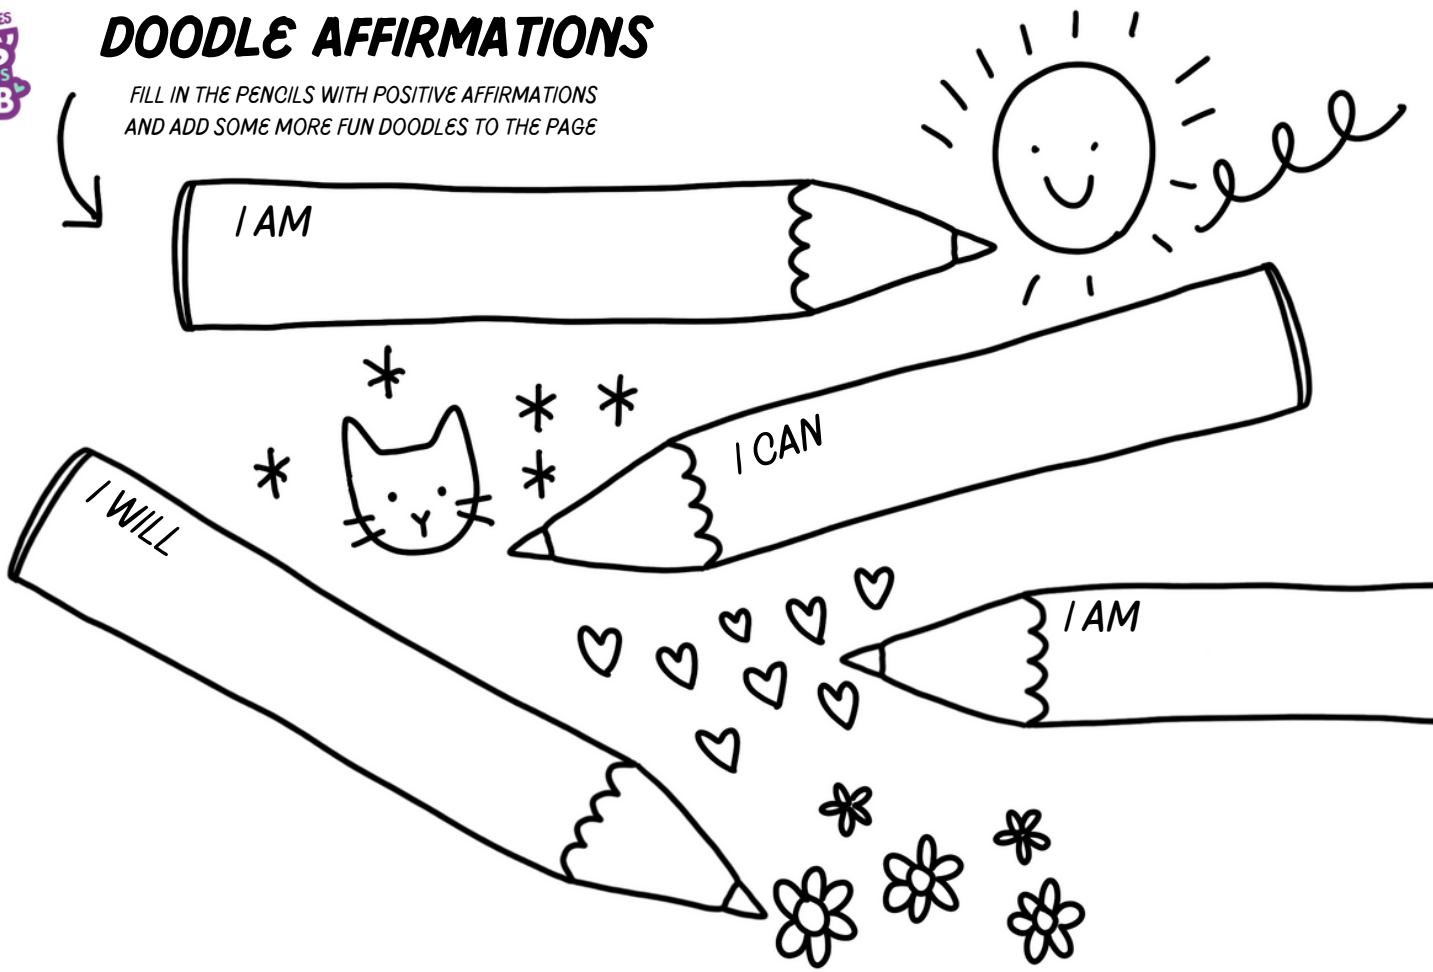 DOODLE AFFIRMATIONS
FILL IN THE PENCILS WITH POSITIVE AFFIRMATIONS
AND ADD SOME MORE FUN DOODLES TO THE PAGE
I AM
I CAN
I WILL
I AM